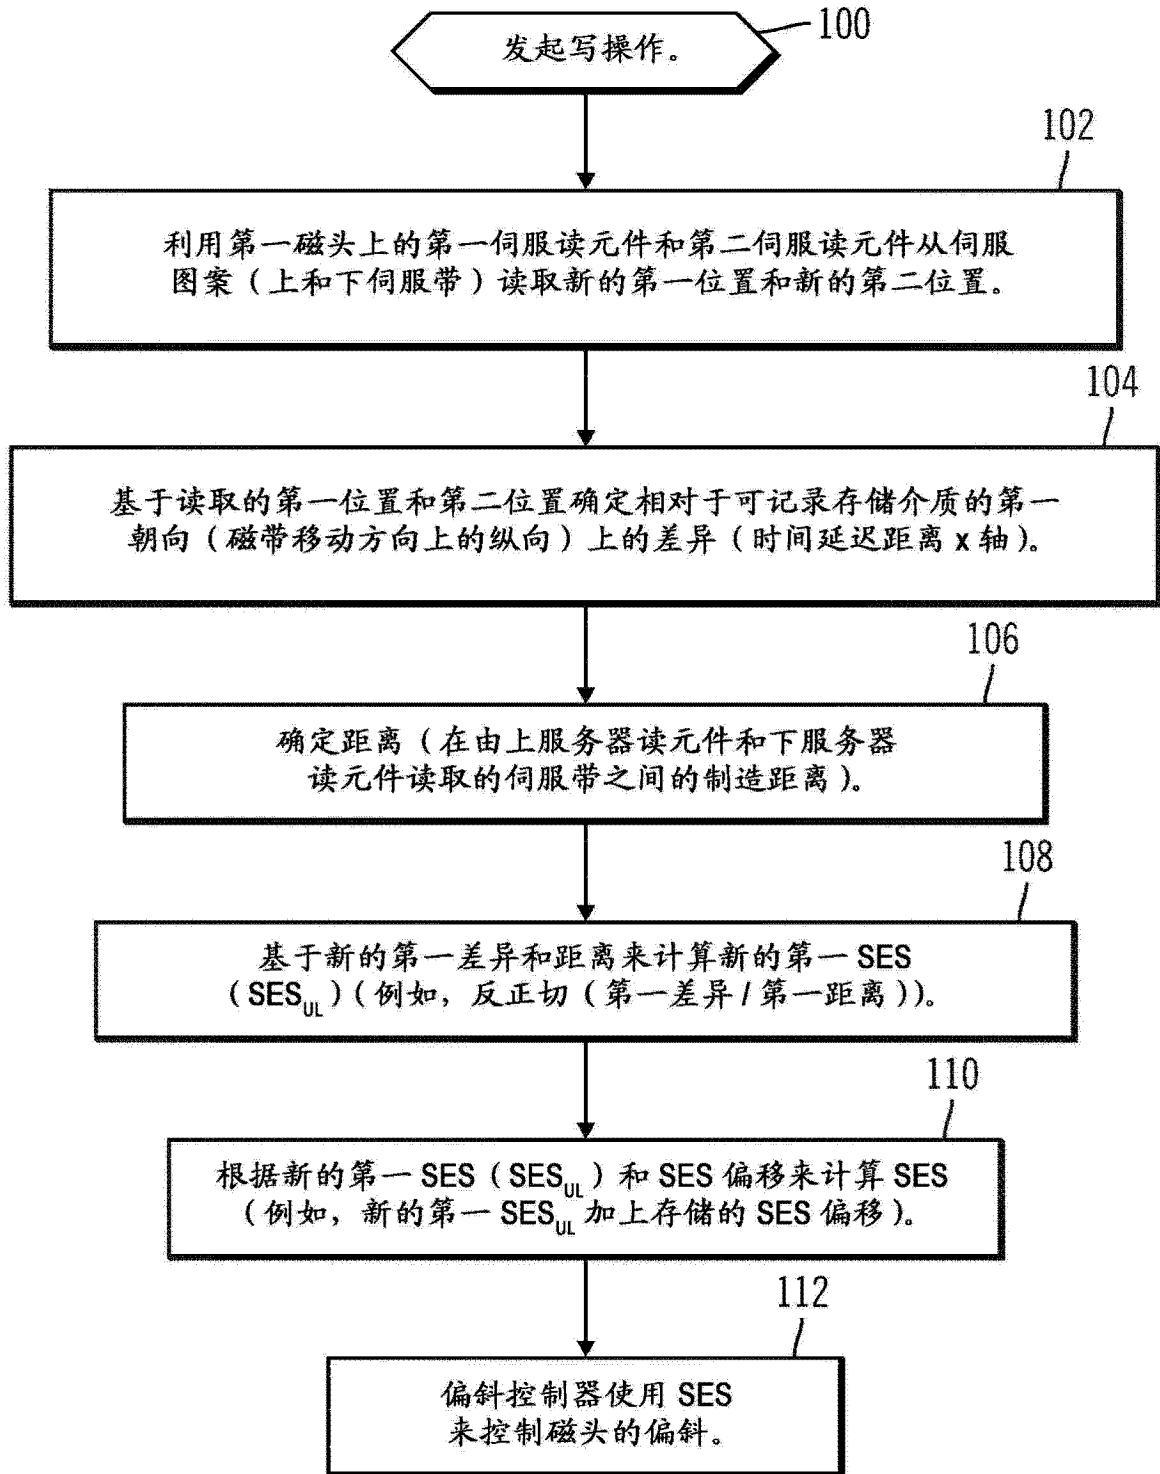 发起写操作。
100
102
利用第一磁头上的第一伺服读元件和第二伺服读元件从伺服
图案（上和下伺服带）读取新的第一位置和新的第二位置。
104
基于读取的第一位置和第二位置确定相对于可记录存储介质的第一
朝向（磁带移动方向上的纵向）上的差异（时间延迟距离 x 轴）。
106
确定距离（在由上服务器读元件和下服务器
读元件读取的伺服带之间的制造距离）。
108
基于新的第一差异和距离来计算新的第一 SES
（SES_UL）（例如，反正切（第一差异 / 第一距离））。
110
根据新的第一 SES（SES_UL）和 SES 偏移来计算 SES
（例如，新的第一 SES_UL 加上存储的 SES 偏移）。
112
偏斜控制器使用 SES
来控制磁头的偏斜。